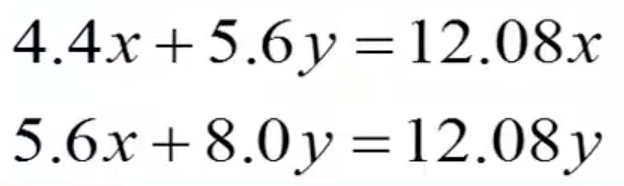 4.4x + 5.6y = 12.08x
5.6x + 8.0y = 12.08y